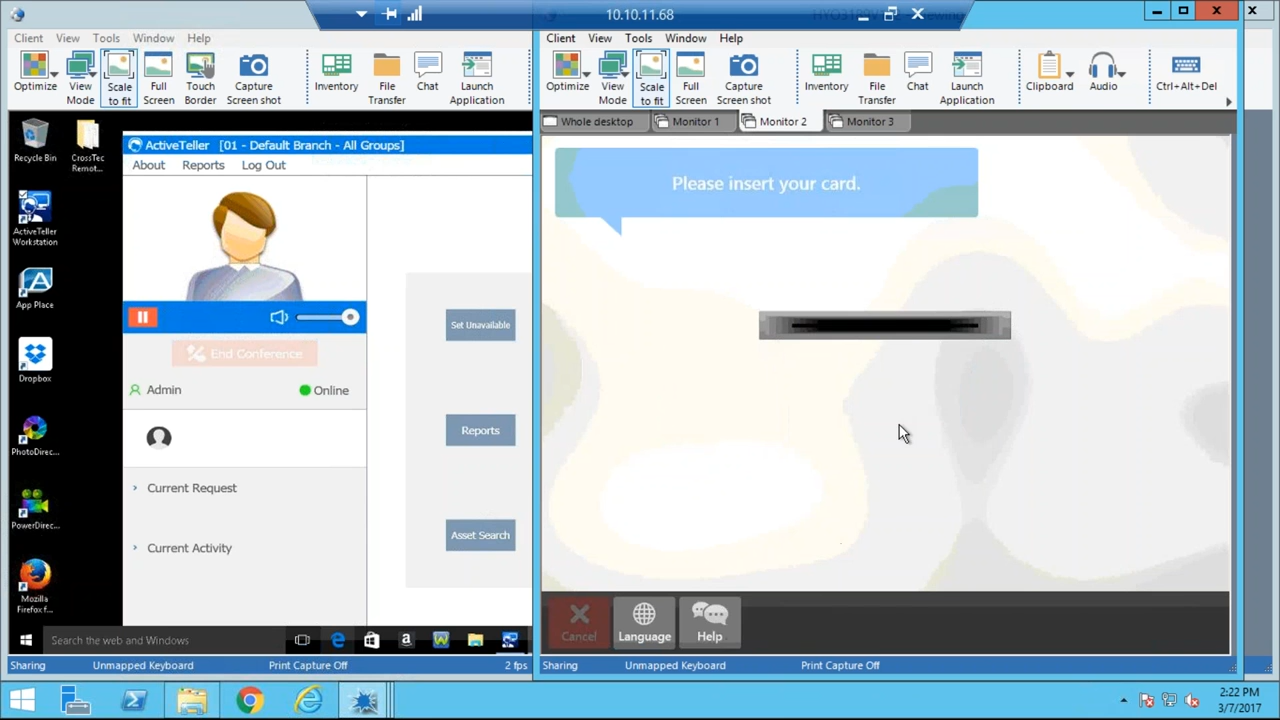 10.10.11.68
Client View Tools Window Help
Optimize
View Mode
Scale to fit
Full Screen
Touch Border
Capture Screen shot
Inventory
File Transfer
Chat
Launch Application
Client View Tools Window Help
Optimize
View Mode
Scale to fit
Full Screen
Capture Screen shot
Inventory
File Transfer
Chat
Launch Application
Clipboard
Audio
Ctrl+Alt+Del
Whole desktop
Monitor 1
Monitor 2
Monitor 3
Recycle Bin
CrossTec Remot...
ActiveTeller Workstation
App Place
Dropbox
PhotoDirec...
PowerDirec...
Mozilla Firefox f...
ActiveTeller [01 - Default Branch - All Groups]
About Reports Log Out
End Conference
Admin
Online
Current Request
Current Activity
Set Unavailable
Reports
Asset Search
Search the web and Windows
Sharing Unmapped Keyboard Print Capture Off 2 fps
Please insert your card.
Cancel
Language
Help
Sharing Unmapped Keyboard Print Capture Off
2:22 PM
3/7/2017